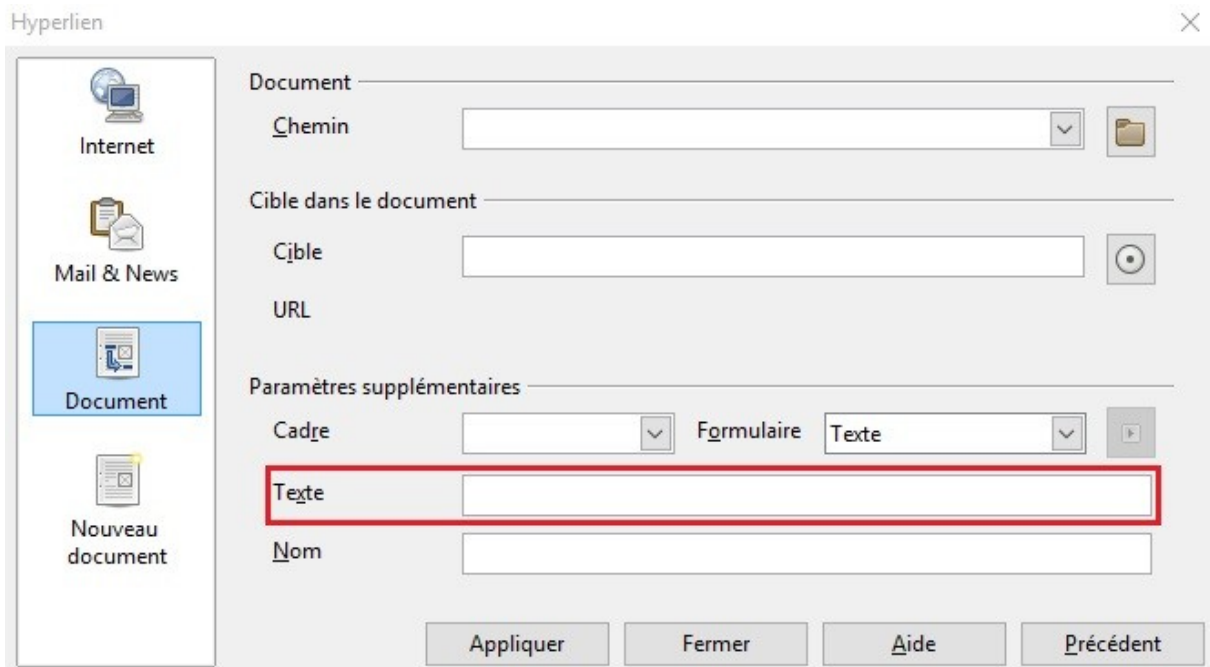 Hyperlien
Internet
Mail & News
Document
Nouveau
document
Document
Chemin
Cible dans le document
Cible
URL
Paramètres supplémentaires
Cadre
Formulaire
Texte
Texte
Nom
Appliquer
Fermer
Aide
Précédent